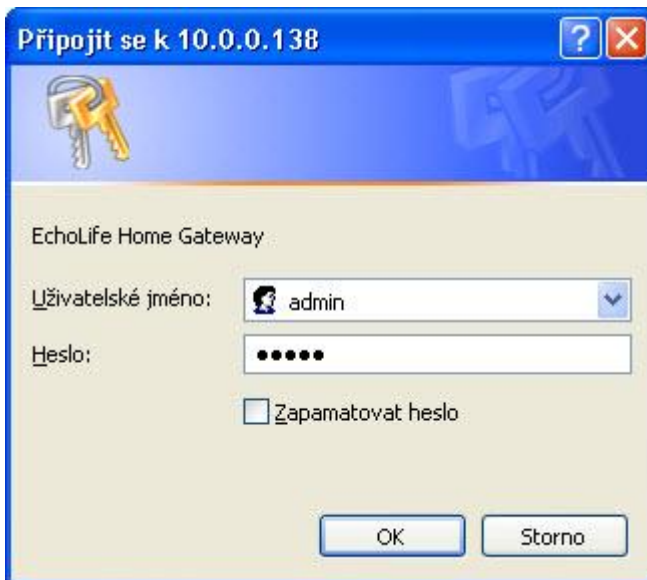 Připojit se k 10.0.0.138
EchoLife Home Gateway
Uživatelské jméno: admin
Heslo: •••••
Zapamatovat heslo
OK Storno